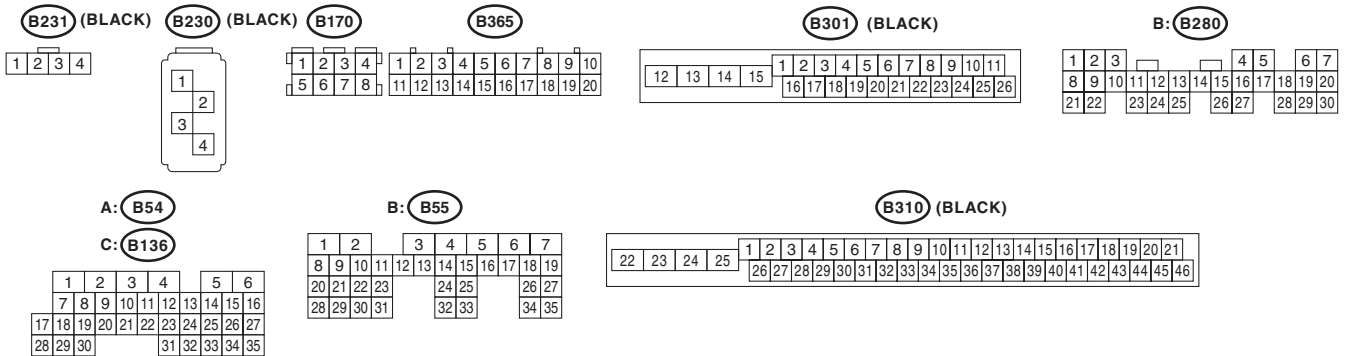 B231 (BLACK) B230 (BLACK) B170 B365 B301 (BLACK) B: B280
1 2 3 4
1
2
3
4
1 2 3 4
5 6 7 8
1 2 3 4 5 6 7 8 9 10
11 12 13 14 15 16 17 18 19 20
12 13 14 15
1 2 3 4 5 6 7 8 9 10 11
16 17 18 19 20 21 22 23 24 25 26
1 2 3 4 5 6 7
8 9 10 11 12 13 14 15 16 17 18 19 20
21 22 23 24 25 26 27 28 29 30
A: B54
C: B136
1 2 3 4 5 6
7 8 9 10 11 12 13 14 15 16
17 18 19 20 21 22 23 24 25 26 27
28 29 30 31 32 33 34 35
B: B55
1 2 3 4 5 6 7
8 9 10 11 12 13 14 15 16 17 18 19
20 21 22 23 24 25 26 27
28 29 30 31 32 33 34 35
B310 (BLACK)
22 23 24 25
1 2 3 4 5 6 7 8 9 10 11 12 13 14 15 16 17 18 19 20 21
26 27 28 29 30 31 32 33 34 35 36 37 38 39 40 41 42 43 44 45 46